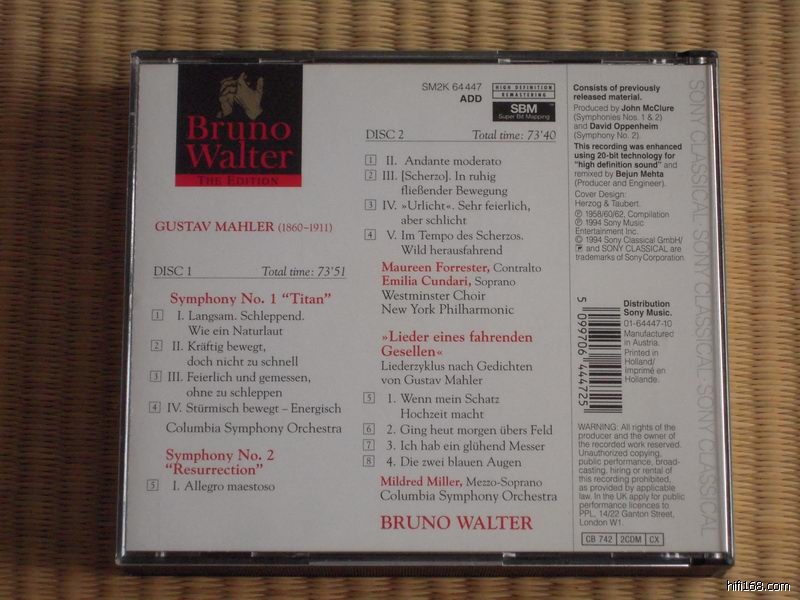 Bruno
Walter
THE EDITION
GUSTAV MAHLER (1860–1911)
DISC 1 Total time: 73'51
Symphony No. 1 “Titan”
1 I. Langsam. Schleppend.
Wie ein Naturlaut
2 II. Kräftig bewegt,
doch nicht zu schnell
3 III. Feierlich und gemessen,
ohne zu schleppen
4 IV. Stürmisch bewegt – Energisch
Columbia Symphony Orchestra
Symphony No. 2
“Resurrection”
5 I. Allegro maestoso
SM2K 64447
ADD
HIGH DEFINITION
REMASTERING
SBM
Super Bit Mapping
DISC 2 Total time: 73'40
1 II. Andante moderato
2 III. [Scherzo]. In ruhig
fließender Bewegung
3 IV. »Urlicht«. Sehr feierlich,
aber schlicht
4 V. Im Tempo des Scherzos.
Wild herausfahrend
Maureen Forrester, Contralto
Emilia Cundari, Soprano
Westminster Choir
New York Philharmonic
»Lieder eines fahrenden
Gesellen«
Liederzyklus nach Gedichten
von Gustav Mahler
5 1. Wenn mein Schatz
Hochzeit macht
6 2. Ging heut morgen übers Feld
7 3. Ich hab ein glühend Messer
8 4. Die zwei blauen Augen
Mildred Miller, Mezzo-Soprano
Columbia Symphony Orchestra
BRUNO WALTER
Consists of previously
released material.
Produced by John McClure
(Symphonies Nos. 1 & 2)
and David Oppenheim
(Symphony No. 2).
This recording was enhanced
using 20-bit technology for
“high definition sound” and
remixed by Bejun Mehta
(Producer and Engineer).
Cover Design:
Herzog & Taubert.
℗ 1958/60/62, Compilation
℗ 1994 Sony Music
Entertainment Inc.
© 1994 Sony Classical GmbH/
and SONY CLASSICAL are
trademarks of Sony Corporation.
5 099706 444725
Distribution
Sony Music.
01-64447-10
Manufactured
in Austria.
Printed in
Holland/
Imprimé en
Hollande.
WARNING: All rights of the
producer and the owner of
the recorded work reserved.
Unauthorized copying,
public performance, broad-
casting, hiring or rental of
this recording prohibited,
as provided by applicable
law. In the UK apply for public
performance licences to
PPL, 14/22 Ganton Street,
London W1.
CB 742 2CDM CX
SONY CLASSICAL · SONY CLASSICAL · SONY CLASSICAL
hifi168.com